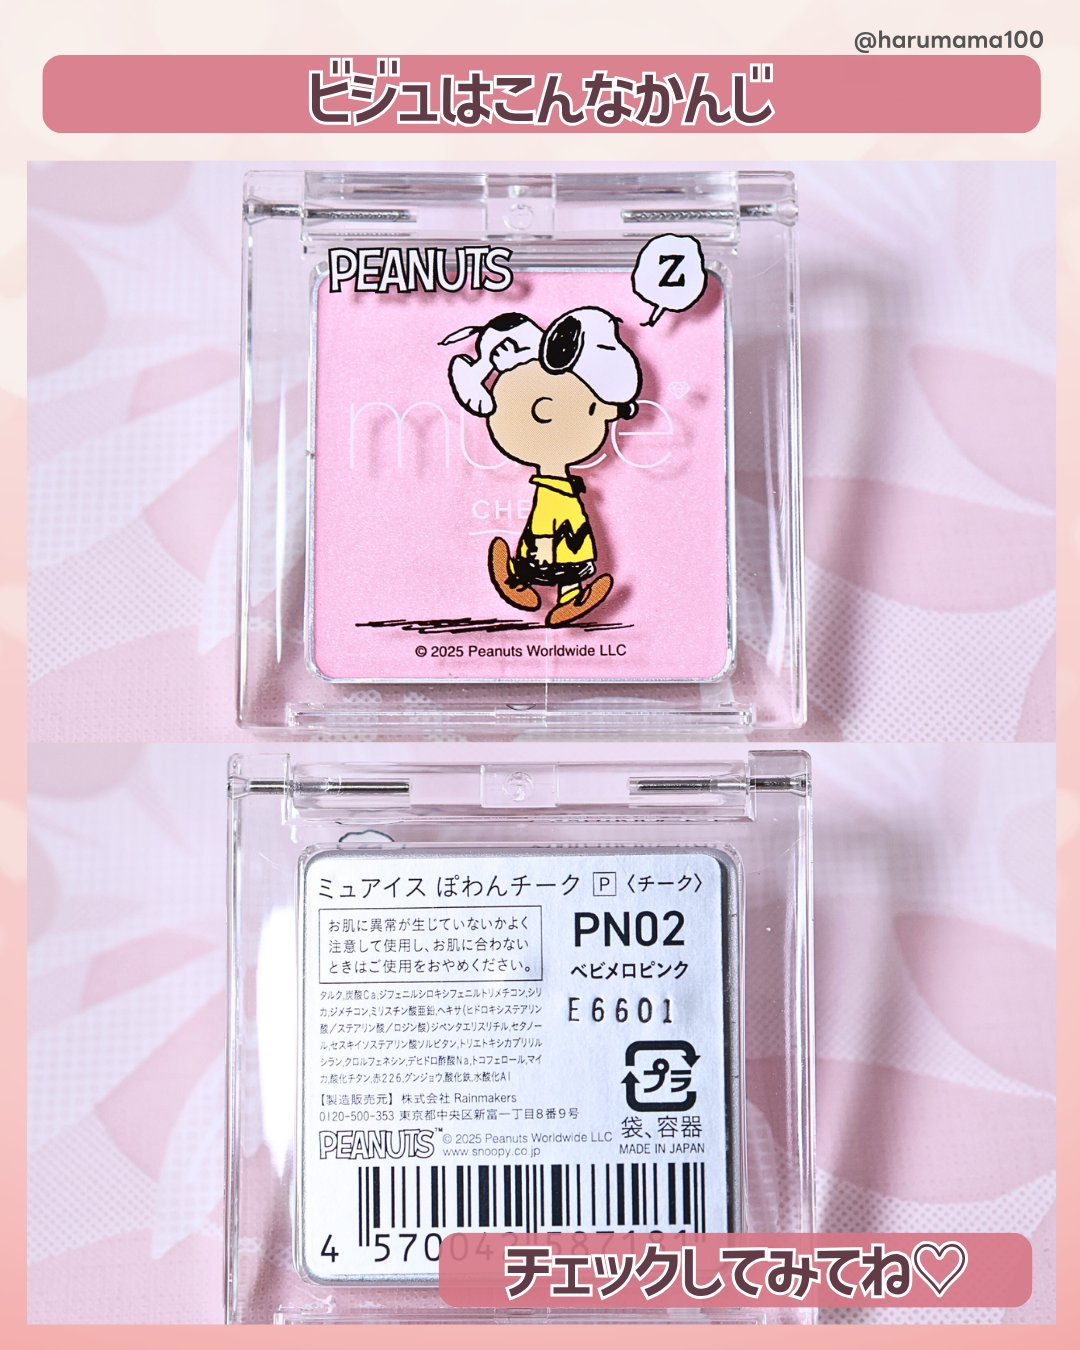 @harumama100
ビジュはこんなかんじ
PEANUTS
Z
CHE
© 2025 Peanuts Worldwide LLC
ミュアイス ぽわんチーク P 〈チーク〉
お肌に異常が生じていないかよく
注意して使用し、お肌に合わない
ときはご使用をおやめください。
PN02
ベビメロピンク
E6601
タルク,炭酸Ca,ジフェニルシロキシフェニルトリメチコン,シリ
カ,ジメチコン,ミリスチン酸亜鉛,ヘキサ(ヒドロキシステアリン
酸/ステアリン酸/ロジン酸)ジペンタエリスリチル,セタノー
ル,セスキイソステアリン酸ソルビタン,トリエトキシカプリリル
シラン,クロルフェネシン,デヒドロ酢酸Na,トコフェロール,マイ
カ,酸化チタン,赤226,グンジョウ,酸化鉄,水酸化Al
【製造販売元】 株式会社 Rainmakers
0120-500-353 東京都中央区新富一丁目8番9号
プラ
袋、容器
MADE IN JAPAN
PEANUTS™ © 2025 Peanuts Worldwide LLC
www.snoopy.co.jp
4 570042 587181
チェックしてみてね♡